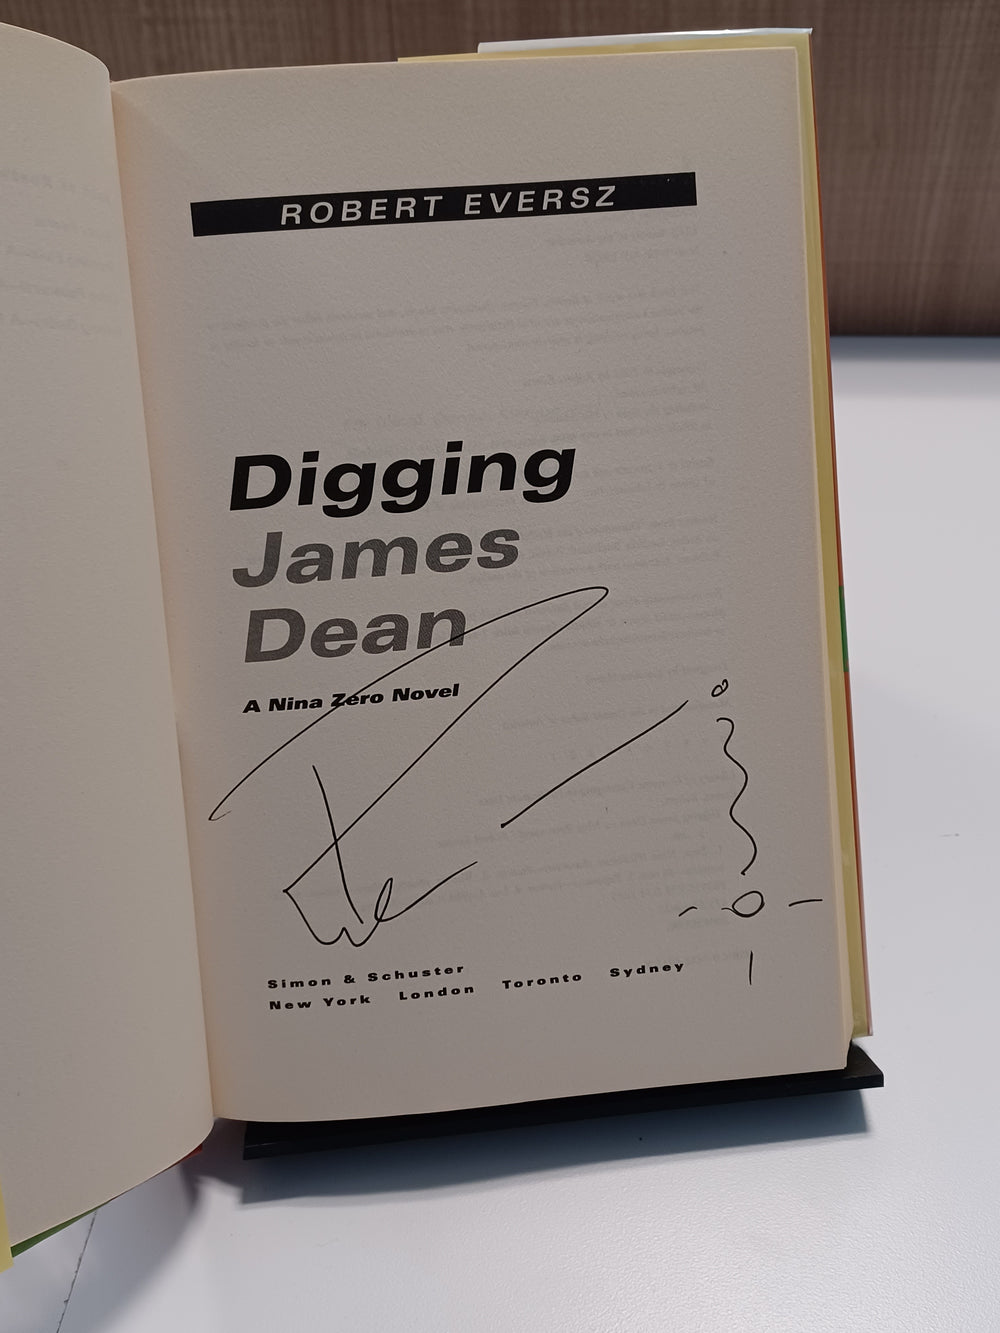 ROBERT EVERSZ
Digging
James
Dean
A Nina Zero Novel
Simon & Schuster
New York London Toronto Sydney